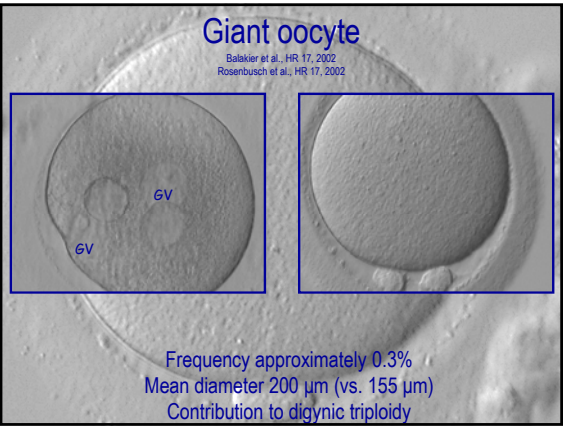 Giant oocyte
Balakier et al., HR 17, 2002
Rosenbusch et al., HR 17, 2002
GV
GV
Frequency approximately 0.3%
Mean diameter 200 µm (vs. 155 µm)
Contribution to digynic triploidy